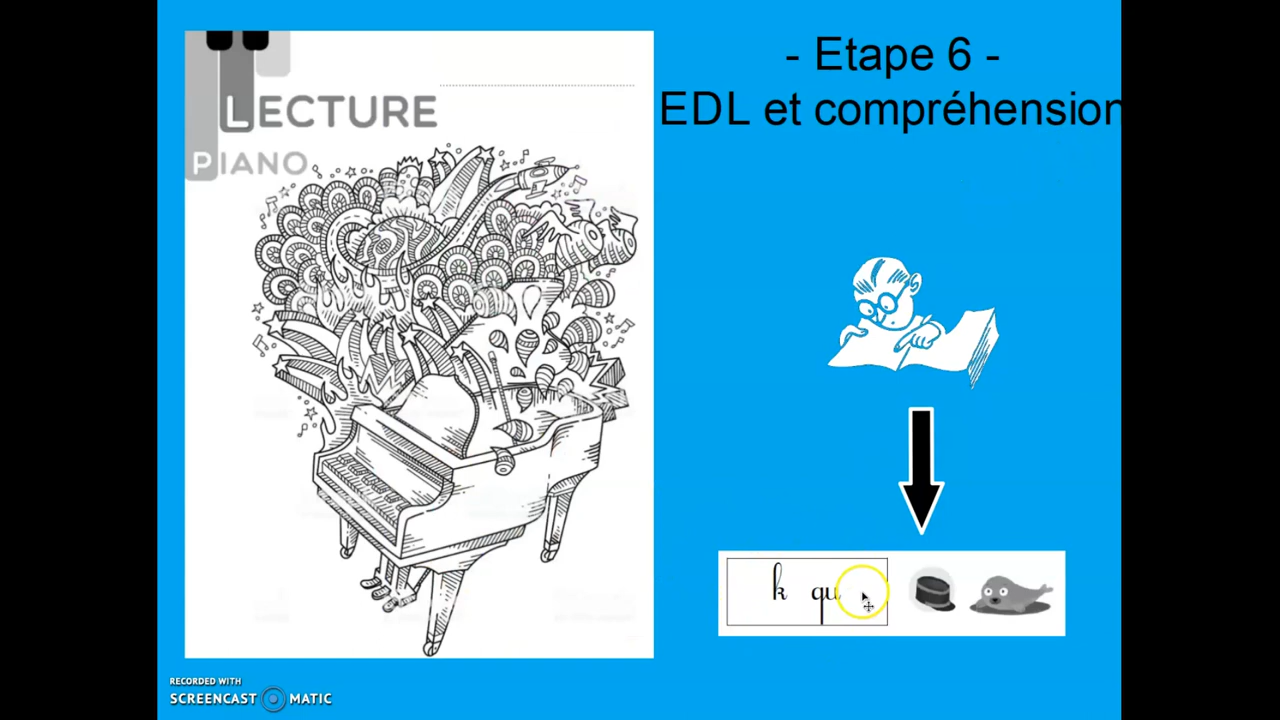 LECTURE
PIANO
- Etape 6 -
EDL et compréhension
k qu
RECORDED WITH
SCREENCAST MATIC